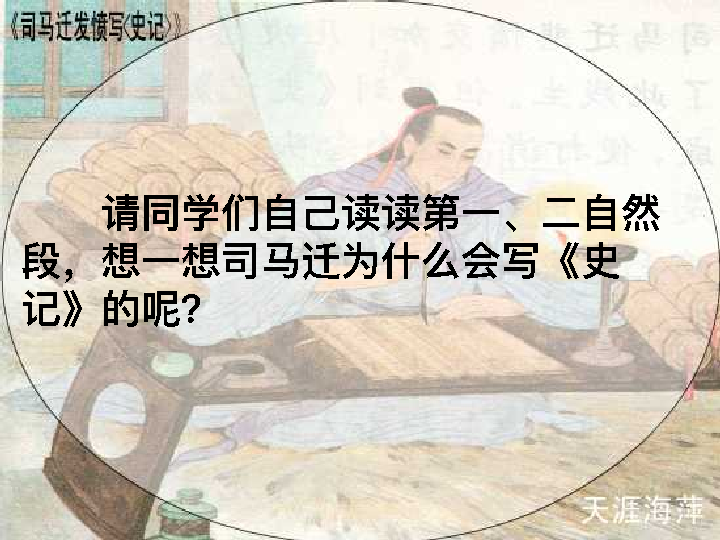 《司马迁发愤写《史记》》
请同学们自己读读第一、二自然
段，想一想司马迁为什么会写《史
记》的呢?
天涯海萍